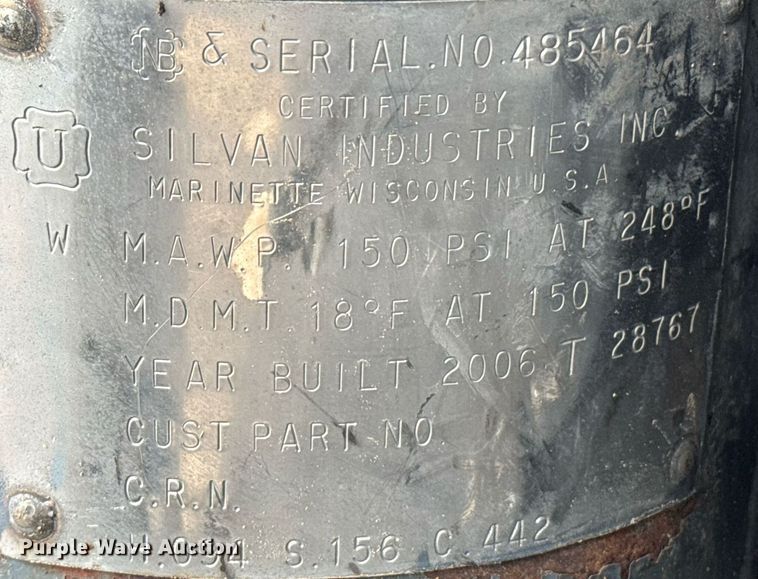 NB & SERIAL.NO.485464
CERTIFIED BY
U SILVAN INDUSTRIES INC.
MARINETTE WISCONSIN U.S.A
W M.A.W.P. 150 PSI AT 248°F
M.D.M.T. 18°F AT 150 PSI
YEAR BUILT 2006 T 28767
CUST PART NO.
C.R.N.
S.156 C.442
Purple Wave Auction